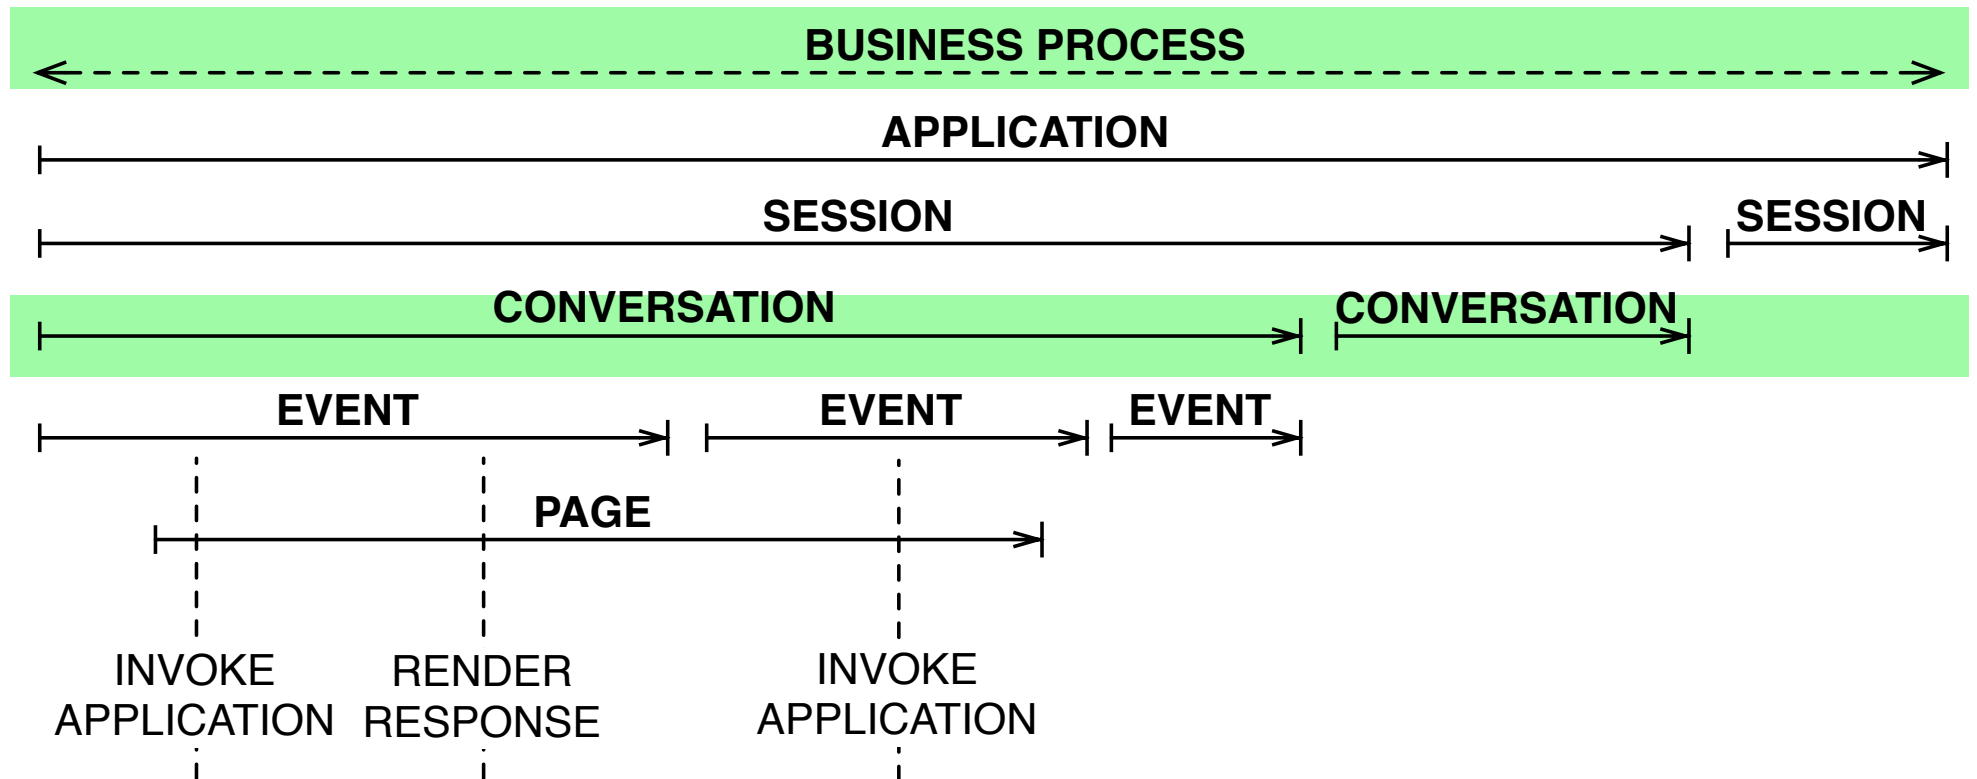 BUSINESS PROCESS
APPLICATION
SESSION SESSION
CONVERSATION CONVERSATION
EVENT EVENT EVENT
PAGE
INVOKE
APPLICATION
RENDER
RESPONSE
INVOKE
APPLICATION